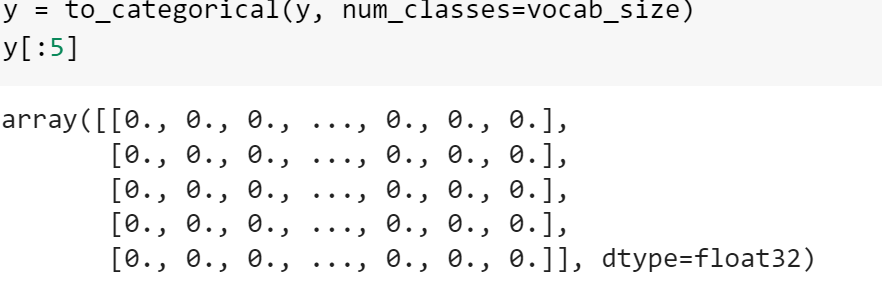 y = to_categorical(y, num_classes=vocab_size)
y[:5]
array([[0., 0., 0., ..., 0., 0., 0.],
[0., 0., 0., ..., 0., 0., 0.],
[0., 0., 0., ..., 0., 0., 0.],
[0., 0., 0., ..., 0., 0., 0.],
[0., 0., 0., ..., 0., 0., 0.]], dtype=float32)